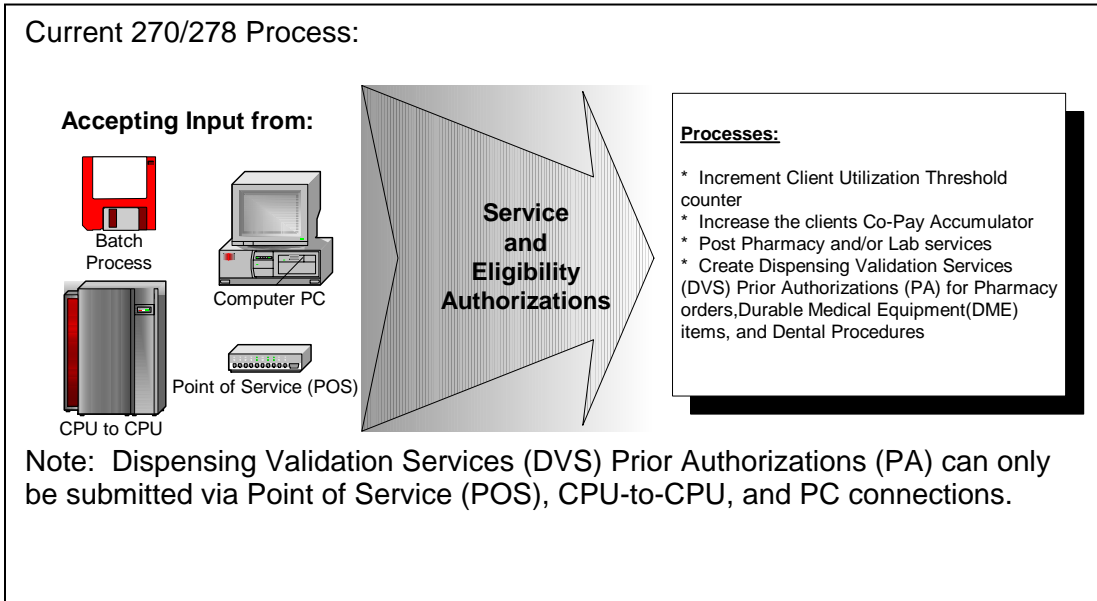 Current 270/278 Process:
Accepting Input from:
Batch
Process
Computer PC
CPU to CPU
Point of Service (POS)
Service
and
Eligibility
Authorizations
Processes:
* Increment Client Utilization Threshold
counter
* Increase the clients Co-Pay Accumulator
* Post Pharmacy and/or Lab services
* Create Dispensing Validation Services
(DVS) Prior Authorizations (PA) for Pharmacy
orders,Durable Medical Equipment(DME)
items, and Dental Procedures
Note: Dispensing Validation Services (DVS) Prior Authorizations (PA) can only
be submitted via Point of Service (POS), CPU-to-CPU, and PC connections.